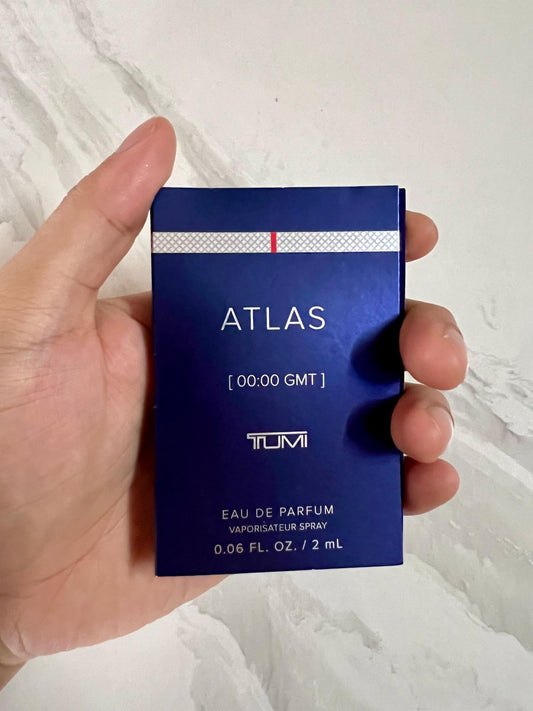 ATLAS
[ 00:00 GMT ]
TUMI
EAU DE PARFUM
VAPORISATEUR SPRAY
0.06 FL. OZ. / 2 mL